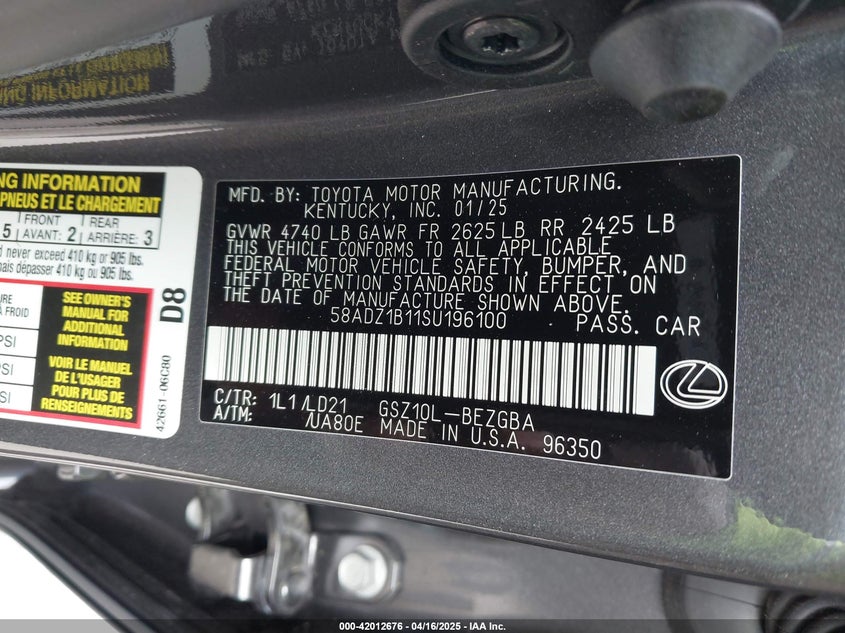 NG INFORMATION
PNEUS ET LE CHARGEMENT
5
FRONT
AVANT: 2
REAR
ARRIÈRE: 3
d never exceed 410 kg or 905 lbs.
mais dépasser 410 kg ou 905 lbs.
URE
À FROID
PSI
PSI
SEE OWNER'S
MANUAL FOR
ADDITIONAL
INFORMATION
VOIR LE MANUEL
DE L'USAGER
POUR PLUS DE
RENSEIGNEMENTS
D8
42661-06C80
MFD. BY: TOYOTA MOTOR MANUFACTURING.
KENTUCKY, INC. 01/25
GVWR 4740 LB GAWR FR 2625 LB RR 2425 LB
THIS VEHICLE CONFORMS TO ALL APPLICABLE
FEDERAL MOTOR VEHICLE SAFETY, BUMPER, AND
THEFT PREVENTION STANDARDS IN EFFECT ON
THE DATE OF MANUFACTURE SHOWN ABOVE.
58ADZ1B11SU196100 PASS. CAR
C/TR: 1L1/LD21 GSZ10L-BEZGBA
A/TM: /UA80E MADE IN U.S.A. 96350
000-42012676 - 04/16/2025 - IAA Inc.